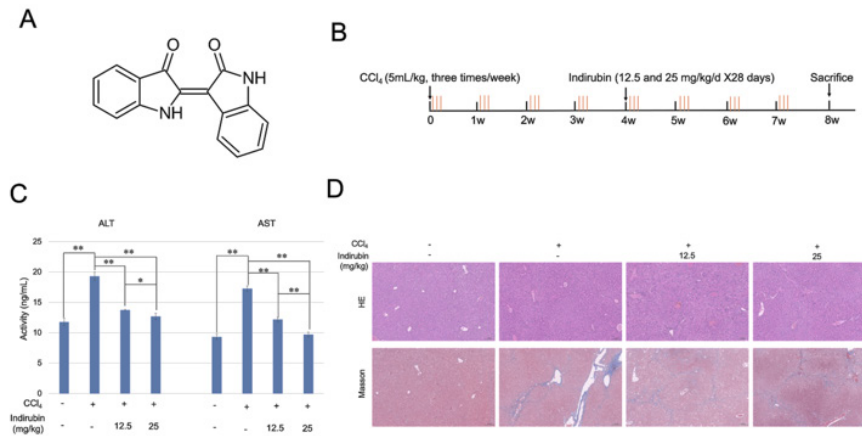 A
O
O
NH
NH
B
CCl4 (5mL/kg, three times/week)
Indirubin (12.5 and 25 mg/kg/d X28 days)
Sacrifice
0
1w
2w
3w
4w
5w
6w
7w
8w
C
ALT
AST
Activity (ng/mL)
25
20
15
10
5
0
**
**
**
*
**
**
**
**
CCl4
-
+
+
+
-
+
+
+
Indirubin
(mg/kg)
-
-
12.5
25
-
-
12.5
25
D
CCl4
-
+
+
+
Indirubin
(mg/kg)
-
-
12.5
25
HE
Masson